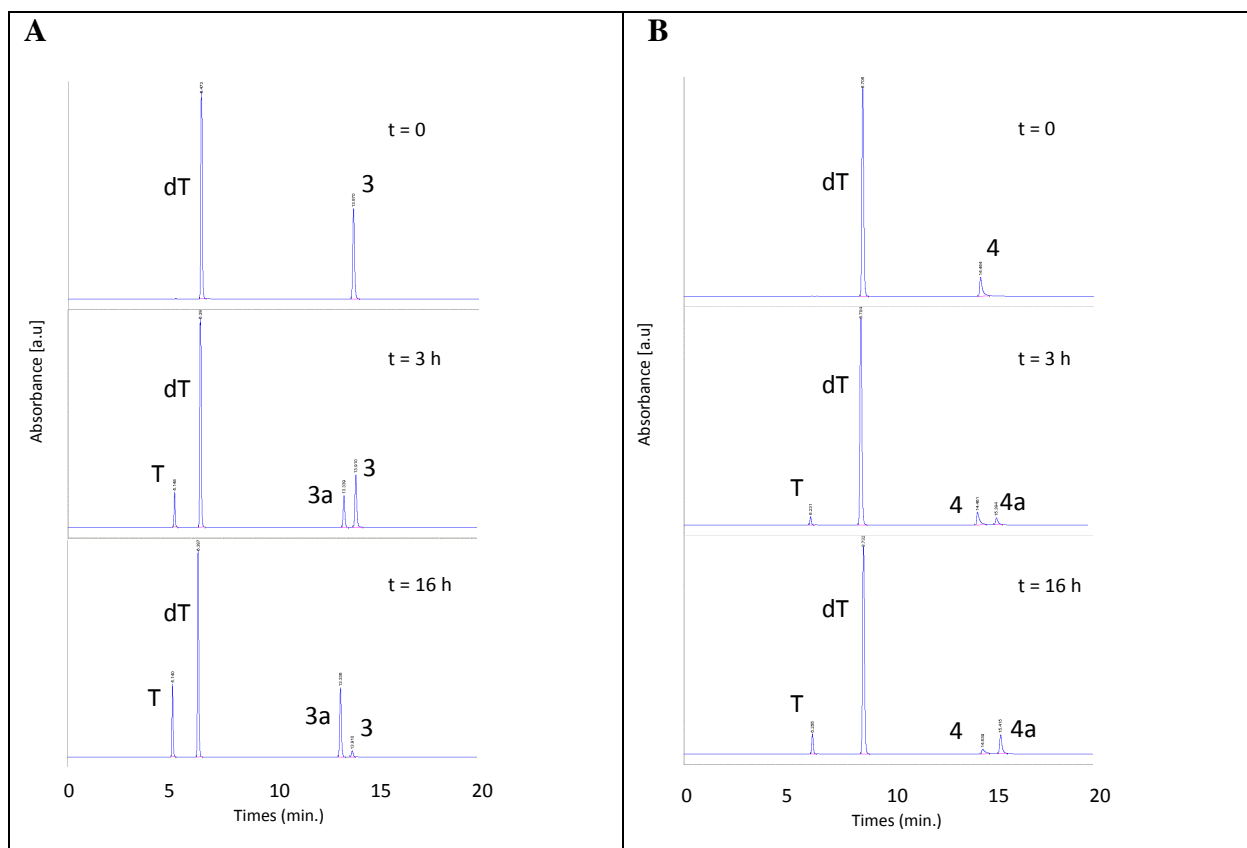 A
t = 0
dT
3
t = 3 h
dT
T
3a
3
t = 16 h
dT
T
3a
3
Absorbance [a.u]
0 5 10 15 20
Times (min.)
B
t = 0
dT
4
t = 3 h
dT
T
4
4a
t = 16 h
dT
T
4
4a
Absorbance [a.u]
0 5 10 15 20
Times (min.)